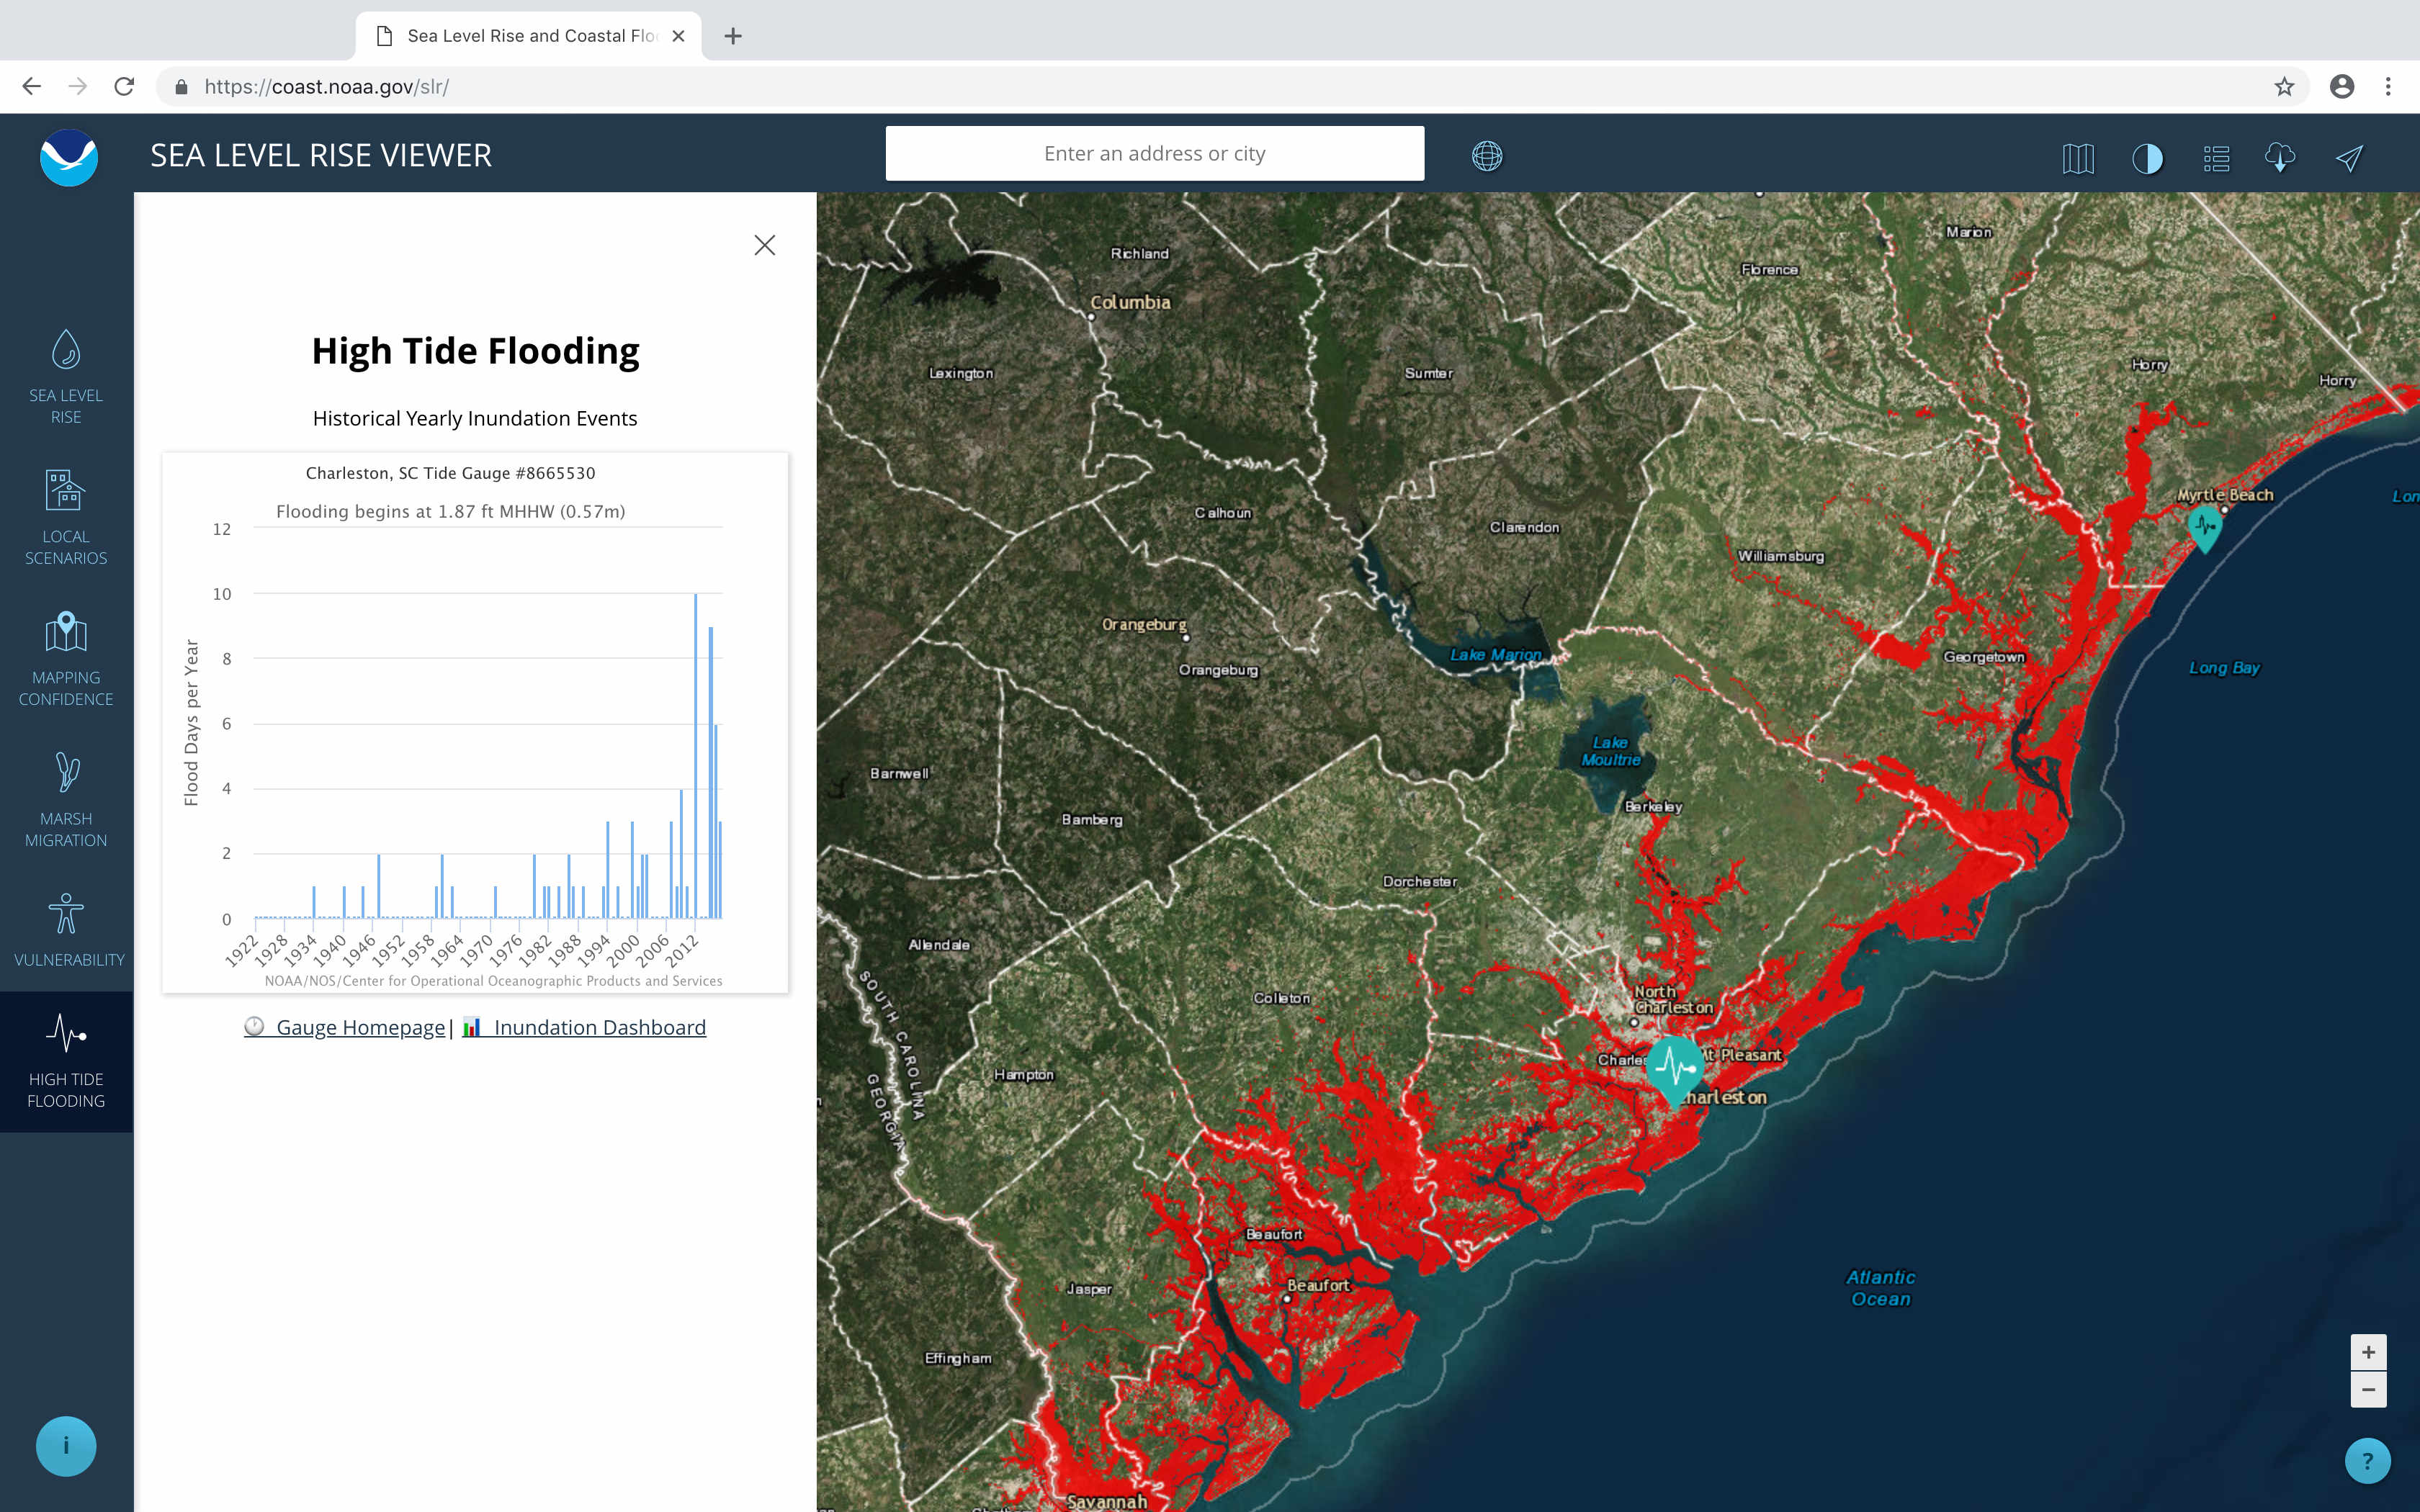 Sea Level Rise and Coastal Flo
https://coast.noaa.gov/slr/
SEA LEVEL RISE VIEWER
Enter an address or city
SEA LEVEL
RISE
LOCAL
SCENARIOS
MAPPING
CONFIDENCE
MARSH
MIGRATION
VULNERABILITY
HIGH TIDE
FLOODING
i
High Tide Flooding
Historical Yearly Inundation Events
Charleston, SC Tide Gauge #8665530
Flooding begins at 1.87 ft MHHW (0.57m)
Flood Days per Year
12
10
8
6
4
2
0
1922
1928
1934
1940
1946
1952
1958
1964
1970
1976
1982
1988
1994
2000
2006
2012
NOAA/NOS/Center for Operational Oceanographic Products and Services
Gauge Homepage | Inundation Dashboard
Richland
Columbia
Lexington
Sumter
Florence
Marion
Horry
Horry
Calhoun
Clarendon
Myrtle Beach
Lon
Williamsburg
Orangeburg
Orangeburg
Lake Marion
Georgetown
Long Bay
Lake
Moultrie
Barnwell
Berkeley
Bamberg
Dorchester
Allendale
SOUTH CAROLINA
GEORGIA
Colleton
North
Charleston
Hampton
Charles
Mt Pleasant
Charleston
Beaufort
Beaufort
Jasper
Atlantic
Ocean
Effingham
Savannah
+
−
?